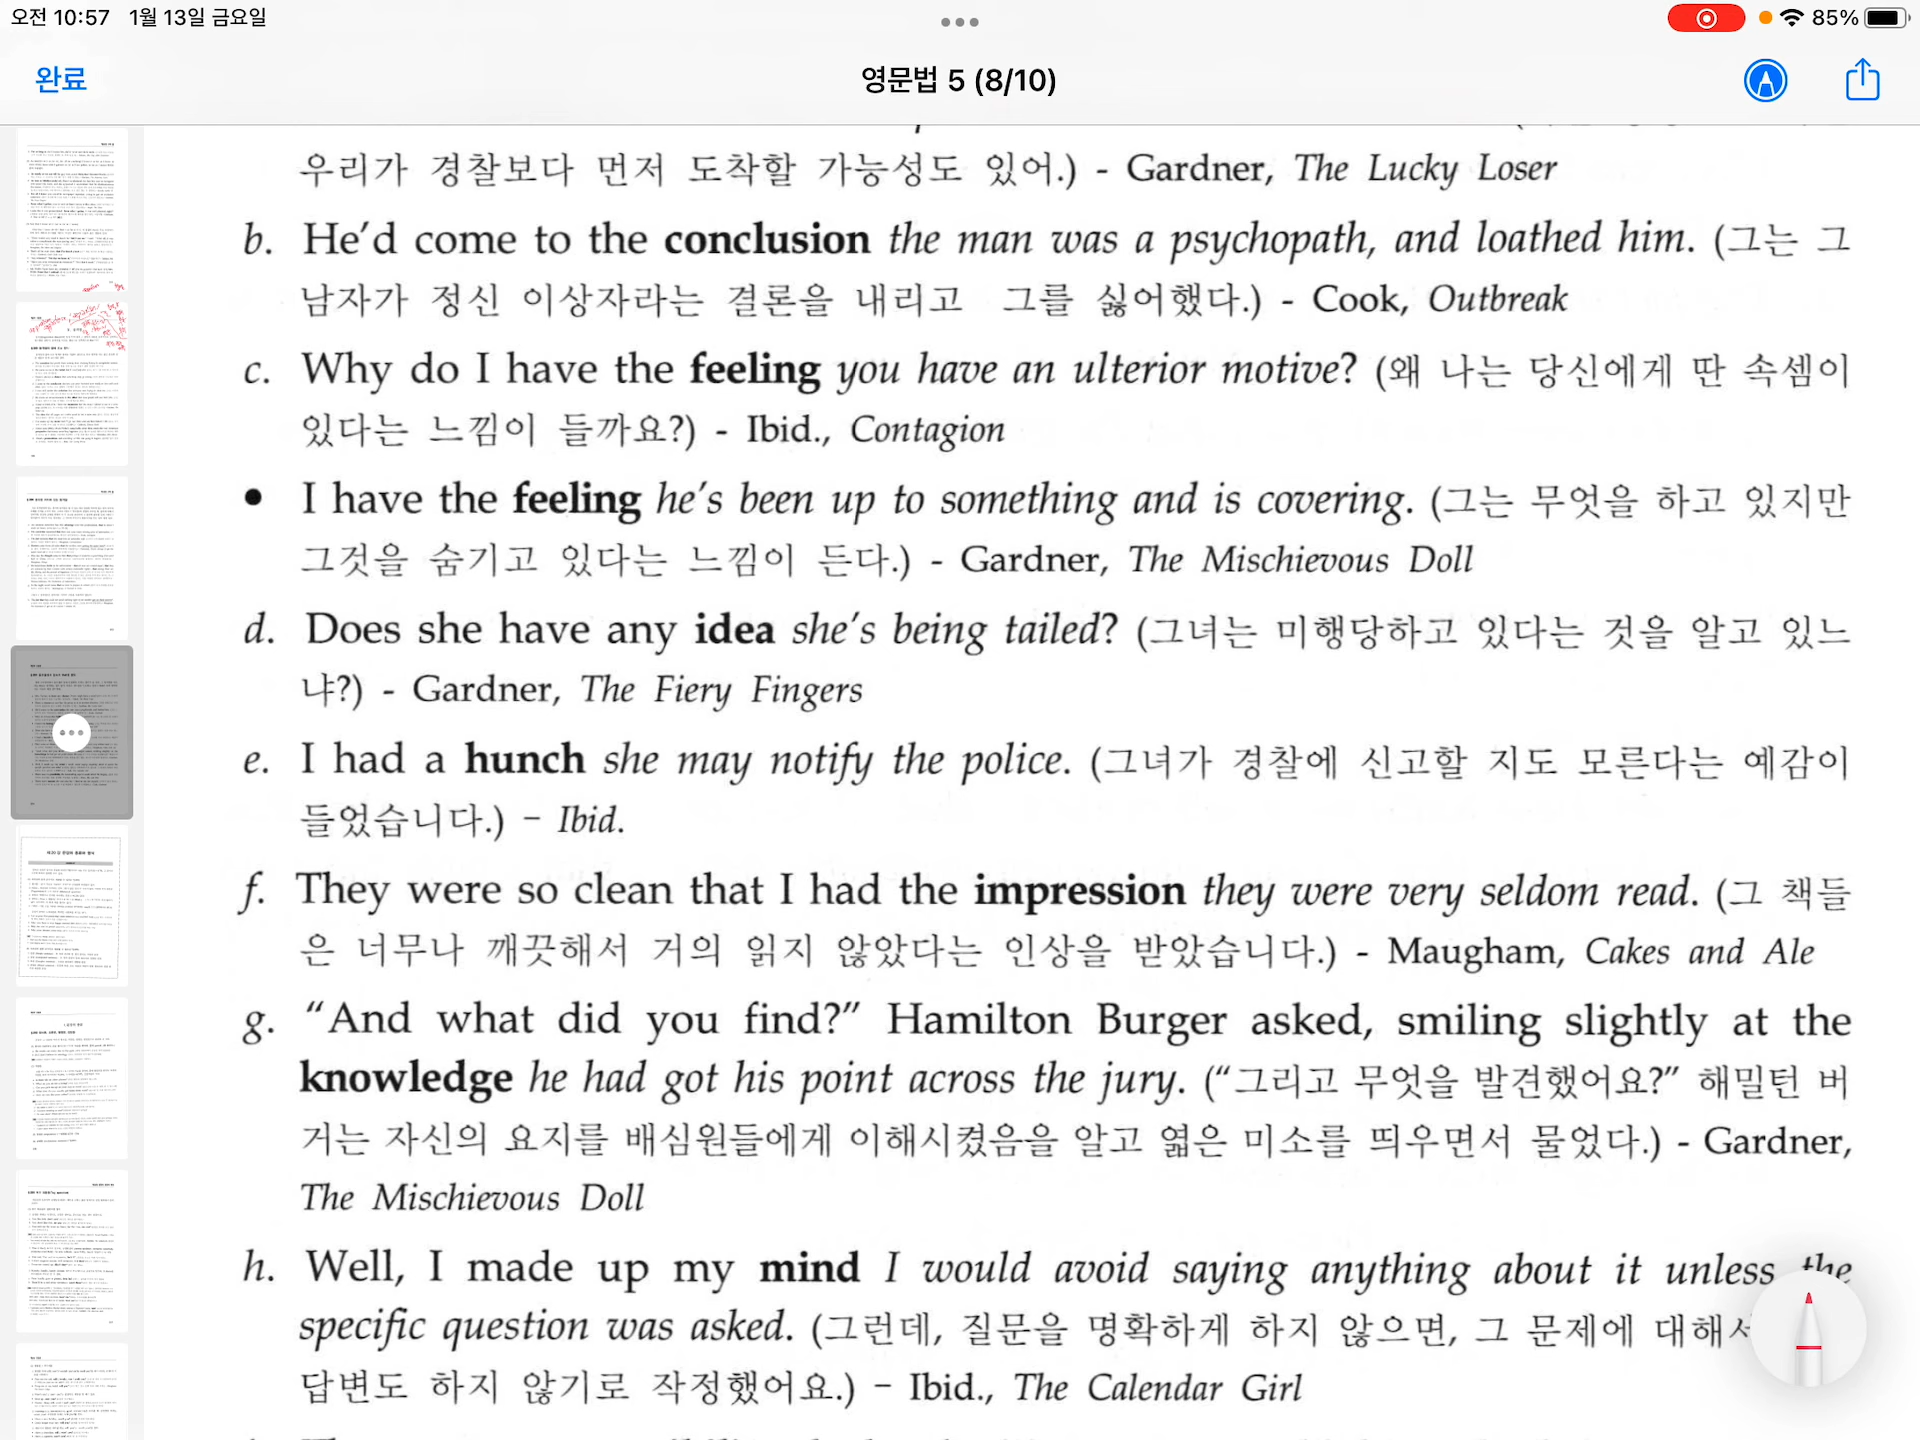 오전 10:57 1월 13일 금요일
85%
완료
영문법 5 (8/10)
우리가 경찰보다 먼저 도착할 가능성도 있어.) - Gardner, The Lucky Loser
b. He’d come to the conclusion the man was a psychopath, and loathed him. (그는 그
남자가 정신 이상자라는 결론을 내리고 그를 싫어했다.) - Cook, Outbreak
c. Why do I have the feeling you have an ulterior motive? (왜 나는 당신에게 딴 속셈이
있다는 느낌이 들까요?) - Ibid., Contagion
• I have the feeling he’s been up to something and is covering. (그는 무엇을 하고 있지만
그것을 숨기고 있다는 느낌이 든다.) - Gardner, The Mischievous Doll
d. Does she have any idea she’s being tailed? (그녀는 미행당하고 있다는 것을 알고 있느
냐?) - Gardner, The Fiery Fingers
e. I had a hunch she may notify the police. (그녀가 경찰에 신고할 지도 모른다는 예감이
들었습니다.) – Ibid.
f. They were so clean that I had the impression they were very seldom read. (그 책들
은 너무나 깨끗해서 거의 읽지 않았다는 인상을 받았습니다.) - Maugham, Cakes and Ale
g. “And what did you find?” Hamilton Burger asked, smiling slightly at the
knowledge he had got his point across the jury. (“그리고 무엇을 발견했어요?” 해밀턴 버
거는 자신의 요지를 배심원들에게 이해시켰음을 알고 엷은 미소를 띄우면서 물었다.) - Gardner,
The Mischievous Doll
h. Well, I made up my mind I would avoid saying anything about it unless the
specific question was asked. (그런데, 질문을 명확하게 하지 않으면, 그 문제에 대해서
답변도 하지 않기로 작정했어요.) – Ibid., The Calendar Girl